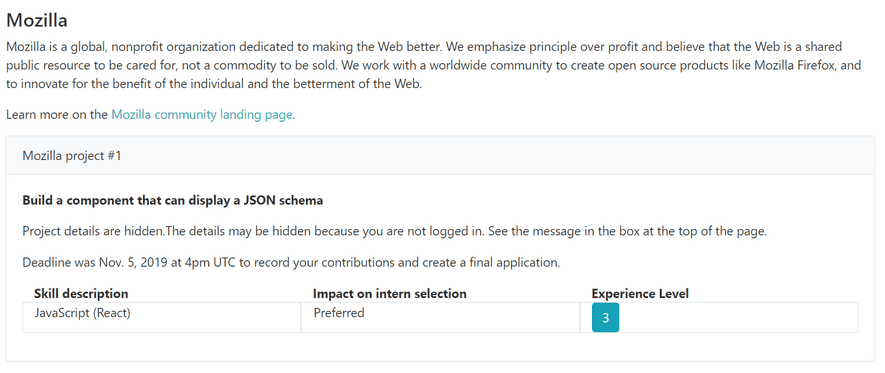 Mozilla
Mozilla is a global, nonprofit organization dedicated to making the Web better. We emphasize principle over profit and believe that the Web is a shared
public resource to be cared for, not a commodity to be sold. We work with a worldwide community to create open source products like Mozilla Firefox, and
to innovate for the benefit of the individual and the betterment of the Web.
Learn more on the Mozilla community landing page.
Mozilla project #1
Build a component that can display a JSON schema
Project details are hidden.The details may be hidden because you are not logged in. See the message in the box at the top of the page.
Deadline was Nov. 5, 2019 at 4pm UTC to record your contributions and create a final application.
Skill description Impact on intern selection Experience Level
JavaScript (React) Preferred 3